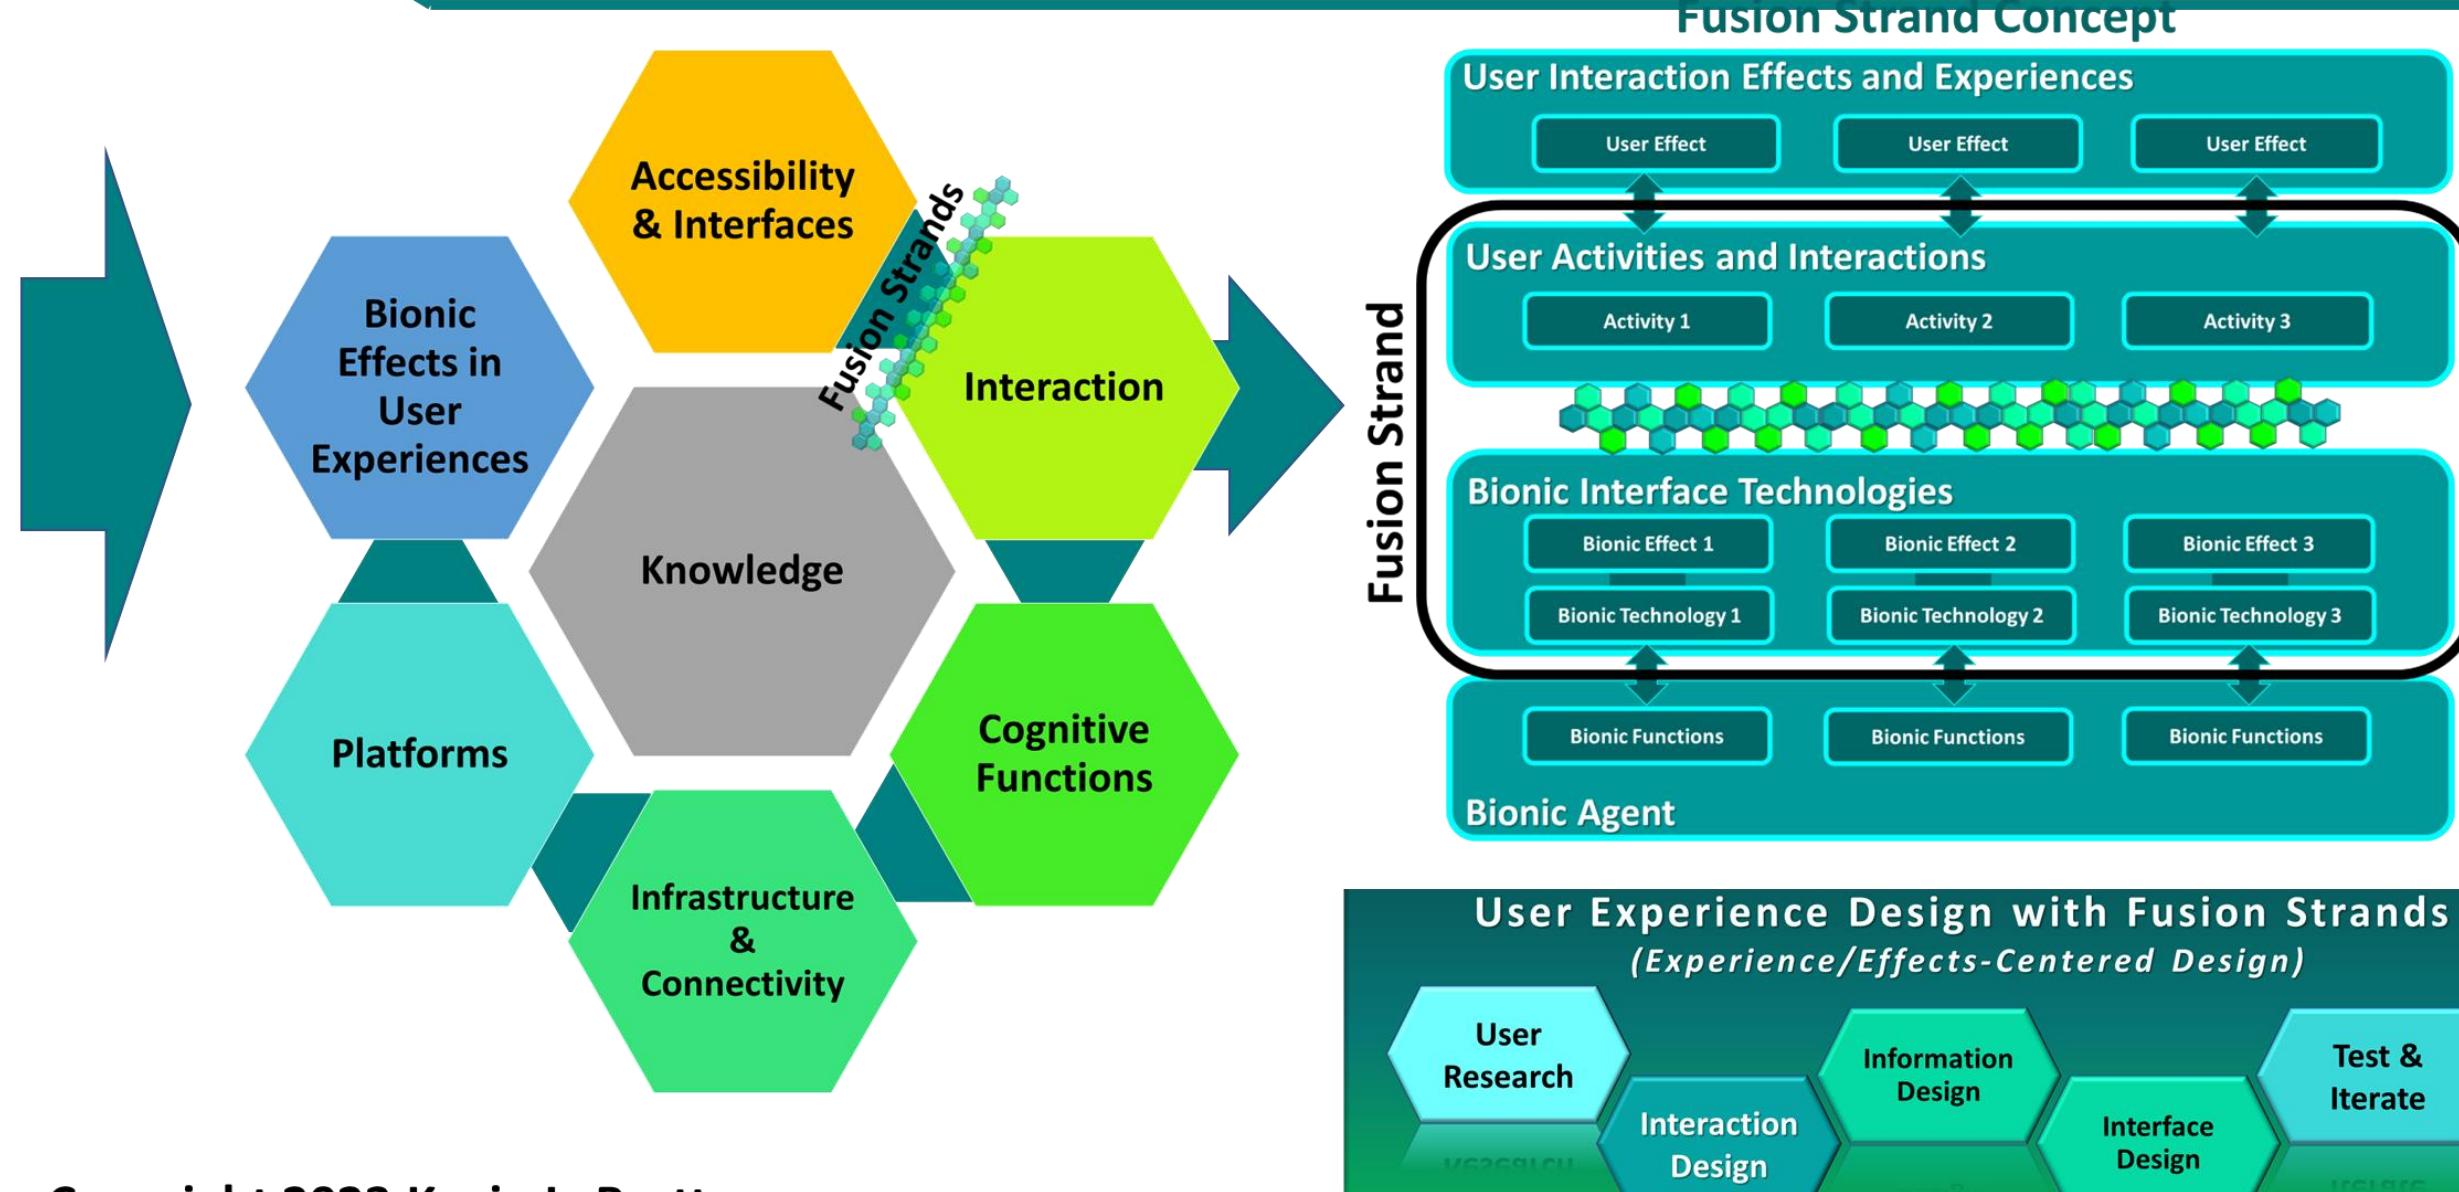 Accessibility
& Interfaces
Fusion Strands
Bionic
Effects in
User
Experiences
Interaction
Knowledge
Platforms
Cognitive
Functions
Infrastructure
&
Connectivity
Fusion Strand Concept
User Interaction Effects and Experiences
User Effect
User Effect
User Effect
Fusion Strand
User Activities and Interactions
Activity 1
Activity 2
Activity 3
Bionic Interface Technologies
Bionic Effect 1
Bionic Effect 2
Bionic Effect 3
Bionic Technology 1
Bionic Technology 2
Bionic Technology 3
Bionic Functions
Bionic Functions
Bionic Functions
Bionic Agent
User Experience Design with Fusion Strands
(Experience/Effects-Centered Design)
User
Research
Interaction
Design
Information
Design
Interface
Design
Test &
Iterate